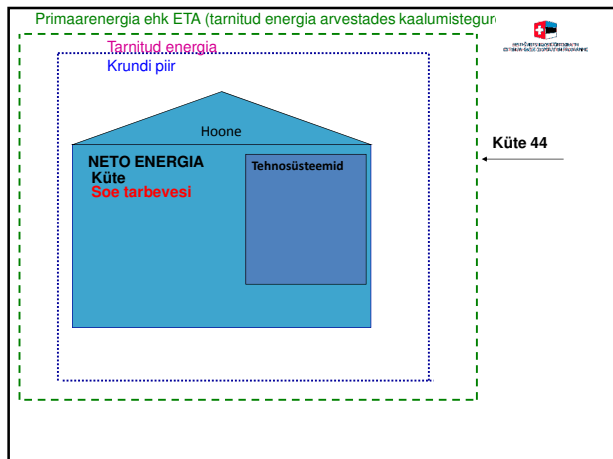 Primaarenergia ehk ETA (tarnitud energia arvestades kaalumistegur
Tarnitud energia
Krundi piir
Hoone
Küte 44
NETO ENERGIA
Küte
Soe tarbevesi
Tehnosüsteemid